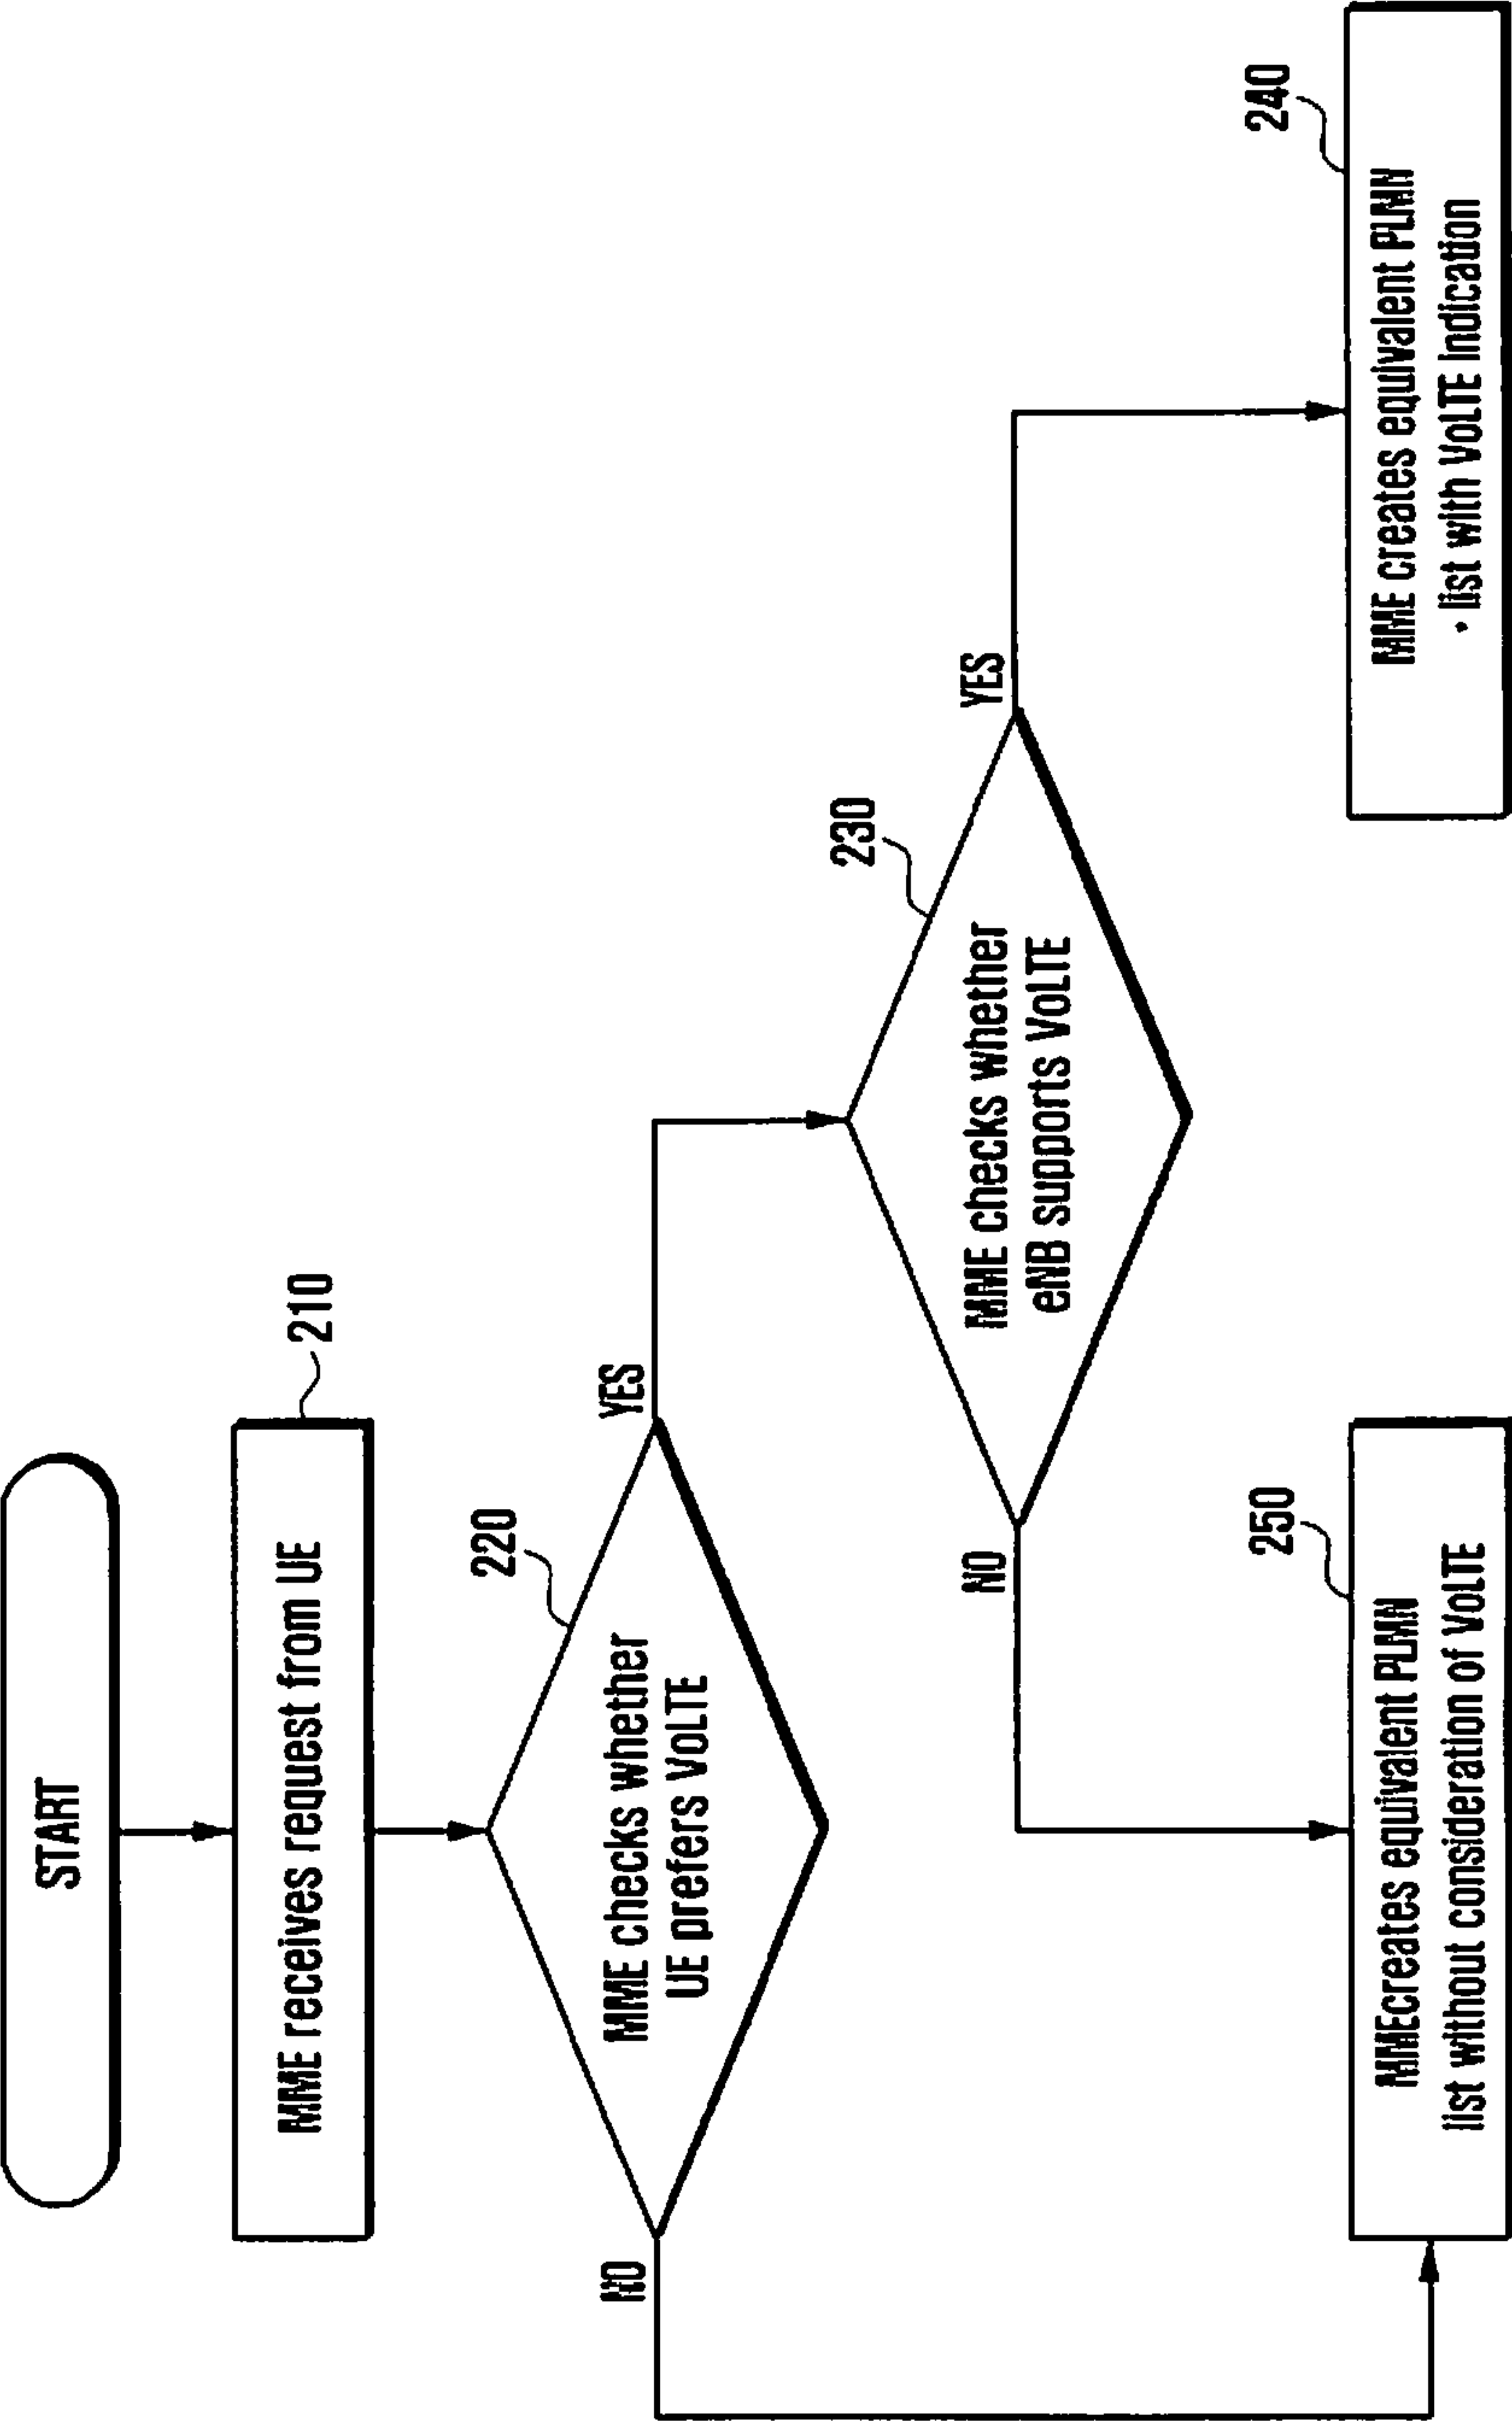 START
MME receives request from UE
210
220
MME checks whether
UE prefers VoLTE
NO
YES
230
MME checks whether
eNB supports VoLTE
NO
YES
250
MMEcreates equivalent PLMN
list without consideration of VoLTE
240
MME creates equivalent PLMN
• list with VoLTE Indication